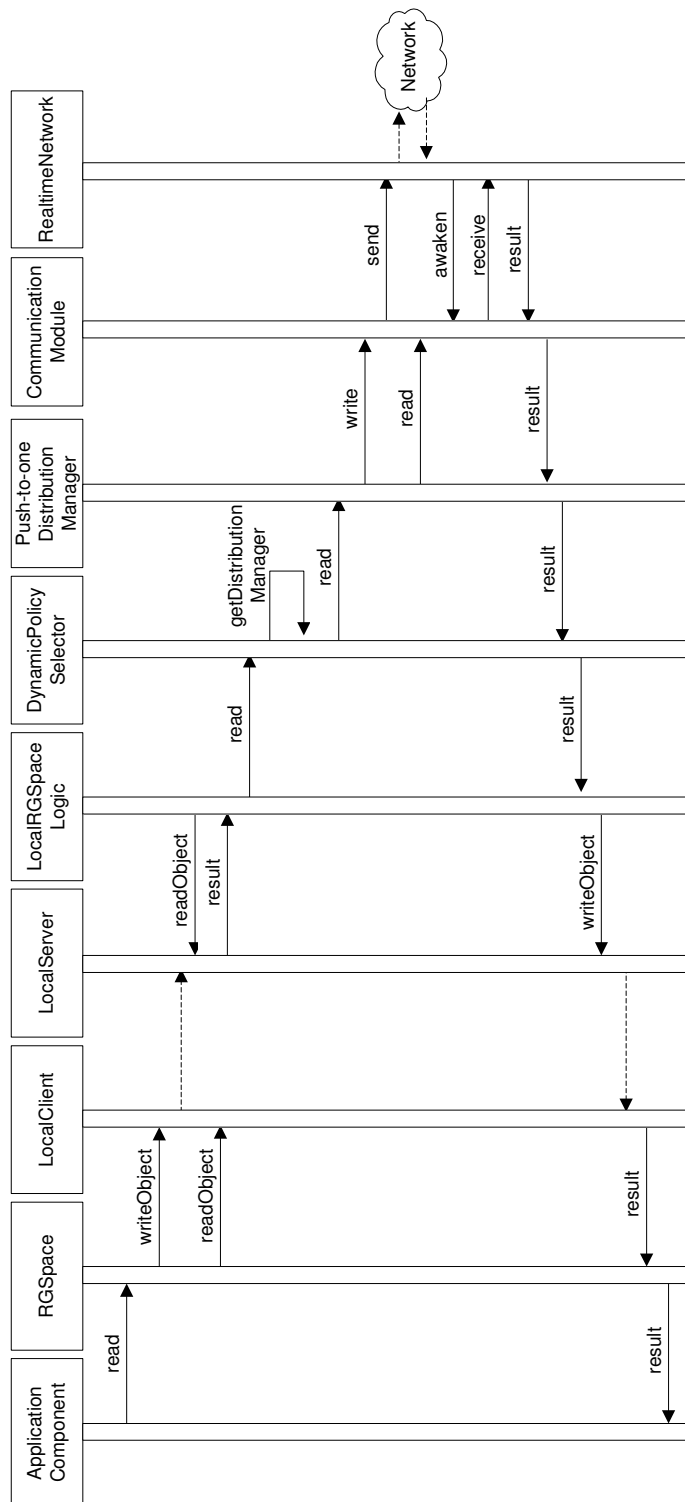 Application
Component
RGSpace
LocalClient
LocalServer
LocalRGSpace
Logic
DynamicPolicy
Selector
Push-to-one
Distribution
Manager
Communication
Module
RealtimeNetwork
Network
read
writeObject
readObject
readObject
result
read
getDistribution
Manager
read
write
read
send
awaken
receive
result
result
result
result
writeObject
result
result